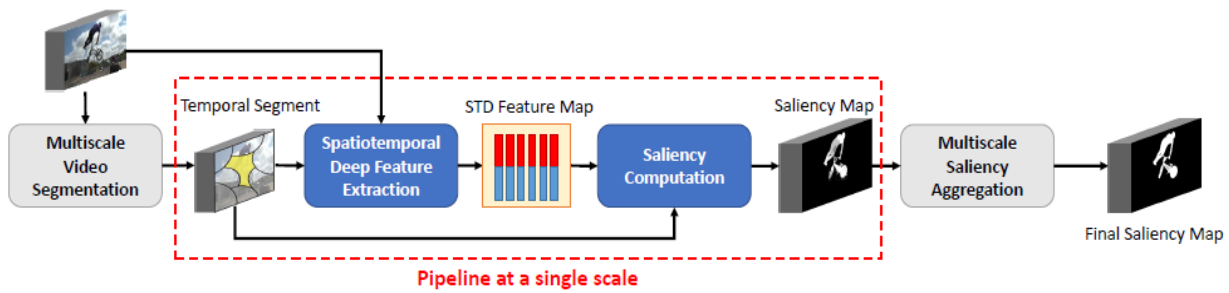 Temporal Segment
STD Feature Map
Saliency Map
Multiscale
Video
Segmentation
Spatiotemporal
Deep Feature
Extraction
Saliency
Computation
Multiscale
Saliency
Aggregation
Final Saliency Map
Pipeline at a single scale